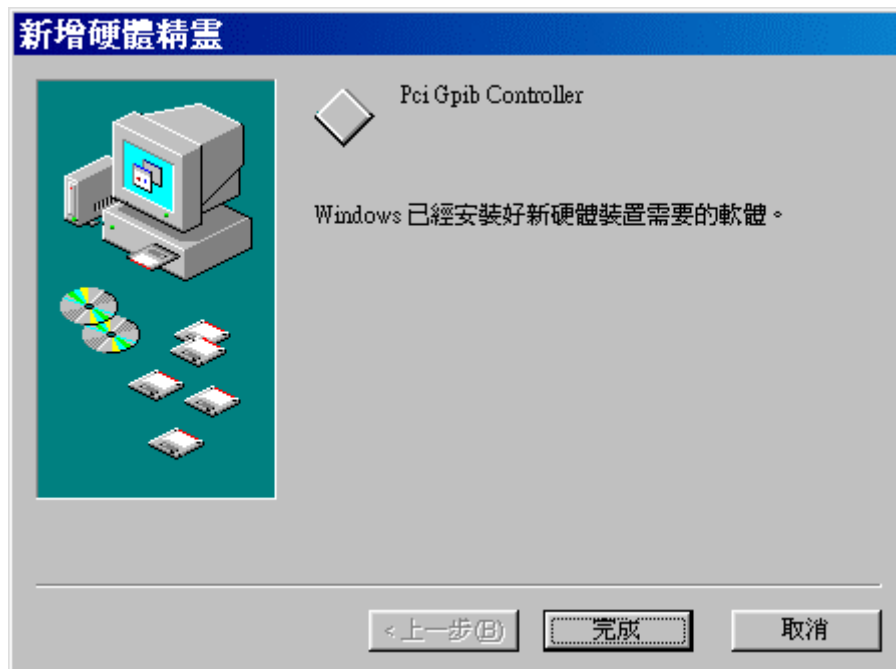 新增硬體精靈
Pci Gpib Controller
Windows 已經安裝好新硬體裝置需要的軟體。
<上一步(B)
完成
取消